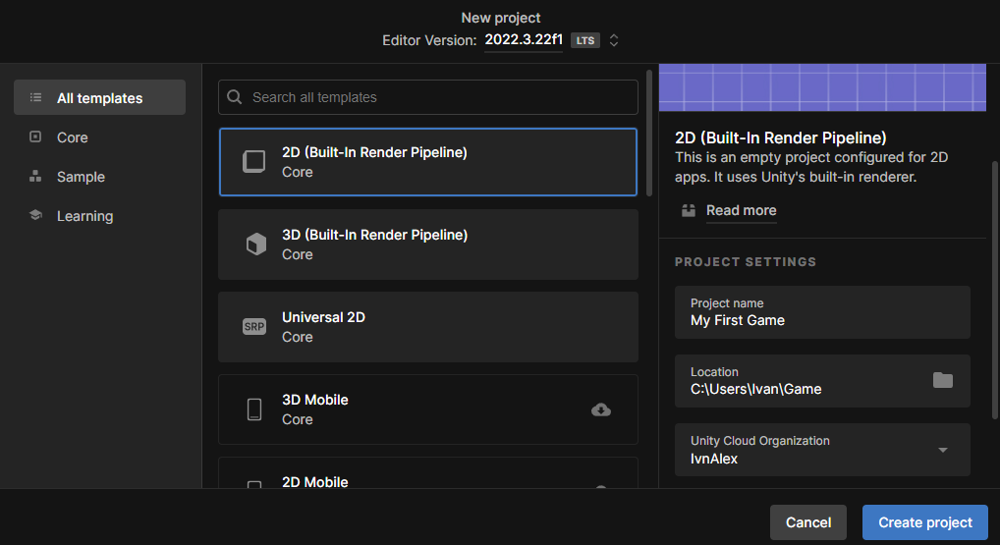 New project
Editor Version: 2022.3.22f1 LTS
All templates
Core
Sample
Learning
Search all templates
2D (Built-In Render Pipeline)
Core
3D (Built-In Render Pipeline)
Core
SRP
Universal 2D
Core
3D Mobile
Core
2D Mobile
2D (Built-In Render Pipeline)
This is an empty project configured for 2D
apps. It uses Unity's built-in renderer.
Read more
PROJECT SETTINGS
Project name
My First Game
Location
C:\Users\Ivan\Game
Unity Cloud Organization
IvnAlex
Cancel
Create project